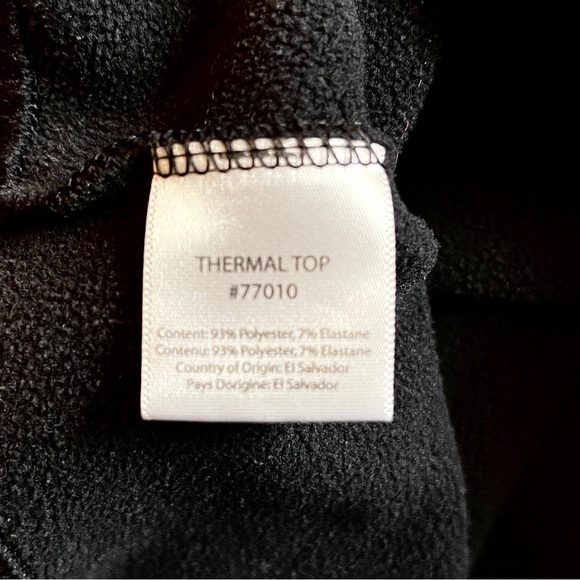 THERMAL TOP
#77010
Content: 93% Polyester, 7% Elastane
Contenu: 93% Polyester, 7% Elastane
Country of Origin: El Salvador
Pays Dorigine: El Salvador